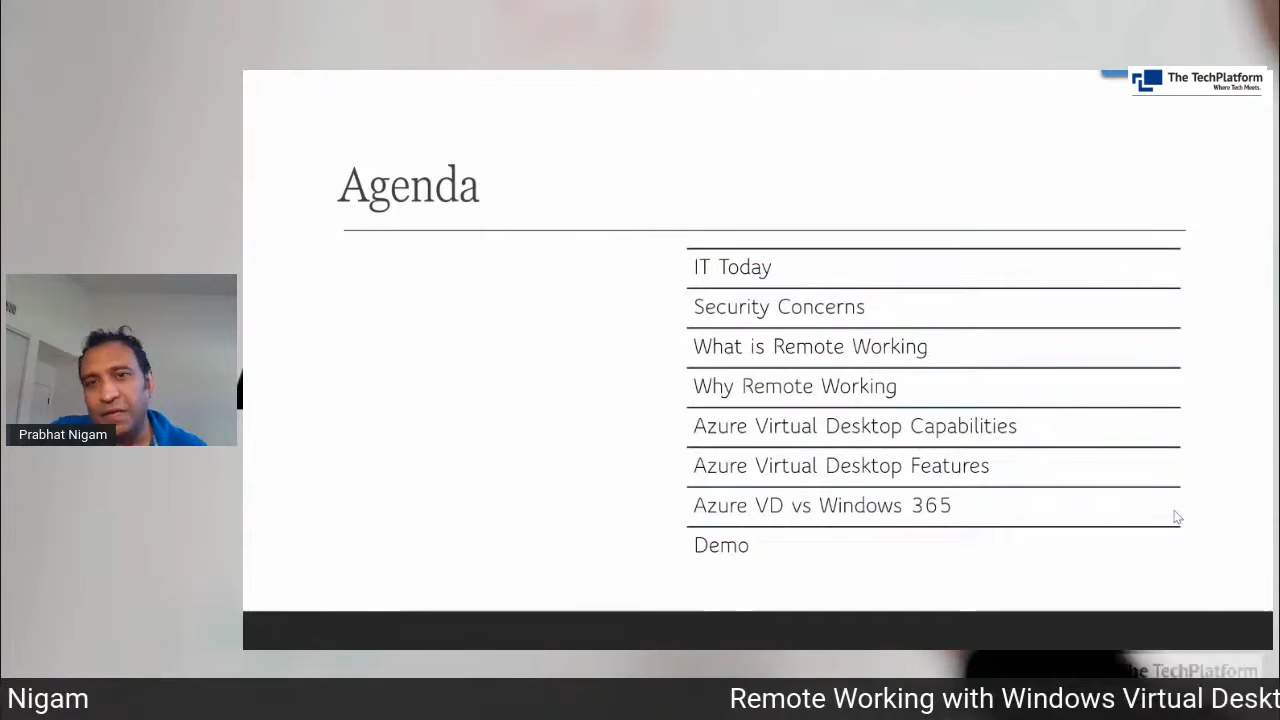 The TechPlatform
Where Tech Meets.
Agenda
IT Today
Security Concerns
What is Remote Working
Why Remote Working
Azure Virtual Desktop Capabilities
Azure Virtual Desktop Features
Azure VD vs Windows 365
Demo
Prabhat Nigam
The TechPlatform
Nigam
Remote Working with Windows Virtual Deskt